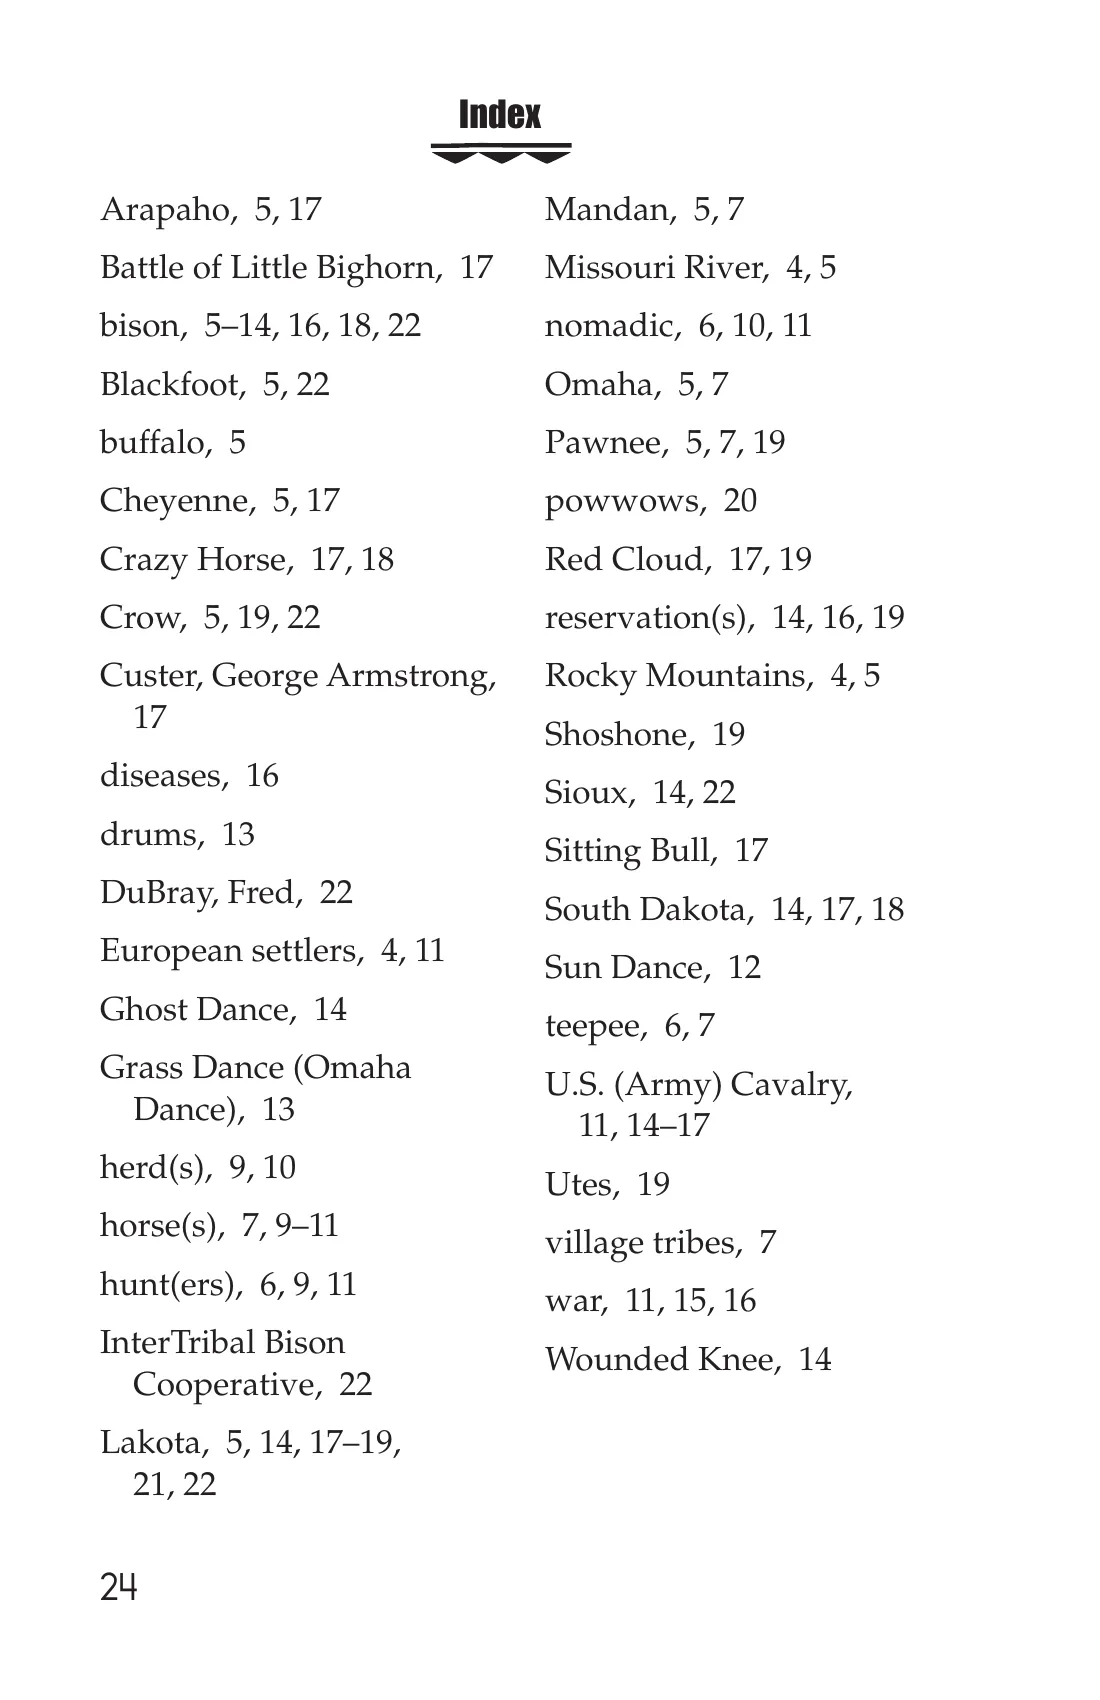 Index
Arapaho, 5, 17
Battle of Little Bighorn, 17
bison, 5–14, 16, 18, 22
Blackfoot, 5, 22
buffalo, 5
Cheyenne, 5, 17
Crazy Horse, 17, 18
Crow, 5, 19, 22
Custer, George Armstrong,
17
diseases, 16
drums, 13
DuBray, Fred, 22
European settlers, 4, 11
Ghost Dance, 14
Grass Dance (Omaha
Dance), 13
herd(s), 9, 10
horse(s), 7, 9–11
hunt(ers), 6, 9, 11
InterTribal Bison
Cooperative, 22
Lakota, 5, 14, 17–19,
21, 22
Mandan, 5, 7
Missouri River, 4, 5
nomadic, 6, 10, 11
Omaha, 5, 7
Pawnee, 5, 7, 19
powwows, 20
Red Cloud, 17, 19
reservation(s), 14, 16, 19
Rocky Mountains, 4, 5
Shoshone, 19
Sioux, 14, 22
Sitting Bull, 17
South Dakota, 14, 17, 18
Sun Dance, 12
teepee, 6, 7
U.S. (Army) Cavalry,
11, 14–17
Utes, 19
village tribes, 7
war, 11, 15, 16
Wounded Knee, 14
24